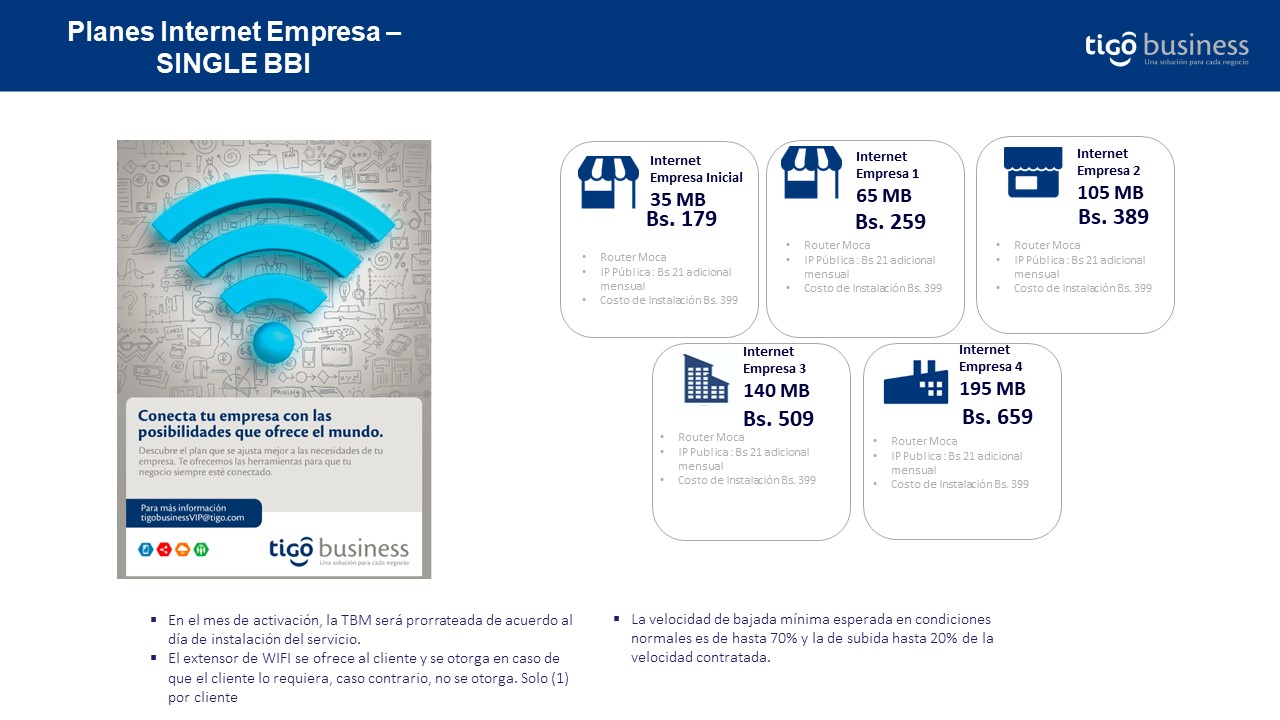 Planes Internet Empresa –
SINGLE BBI
tigo business
Una solución para cada negocio
Conecta tu empresa con las
posibilidades que ofrece el mundo.
Descubre el plan que se ajusta mejor a las necesidades de tu
empresa. Te ofrecemos las herramientas para que tu
negocio siempre esté conectado.
Para más información
tigobusinessVIP@tigo.com
tigo business
Una solución para cada negocio
Internet
Empresa Inicial
35 MB
Bs. 179
• Router Moca
• IP Pública: Bs 21 adicional
mensual
• Costo de Instalación Bs. 399
Internet
Empresa 1
65 MB
Bs. 259
• Router Moca
• IP Pública: Bs 21 adicional
mensual
• Costo de Instalación Bs. 399
Internet
Empresa 2
105 MB
Bs. 389
• Router Moca
• IP Pública: Bs 21 adicional
mensual
• Costo de Instalación Bs. 399
Internet
Empresa 3
140 MB
Bs. 509
• Router Moca
• IP Publica: Bs 21 adicional
mensual
• Costo de Instalación Bs. 399
Internet
Empresa 4
195 MB
Bs. 659
• Router Moca
• IP Publica: Bs 21 adicional
mensual
• Costo de Instalación Bs. 399
▪ En el mes de activación, la TBM será prorrateada de acuerdo al
día de instalación del servicio.
▪ El extensor de WIFI se ofrece al cliente y se otorga en caso de
que el cliente lo requiera, caso contrario, no se otorga. Solo (1)
por cliente
▪ La velocidad de bajada mínima esperada en condiciones
normales es de hasta 70% y la de subida hasta 20% de la
velocidad contratada.